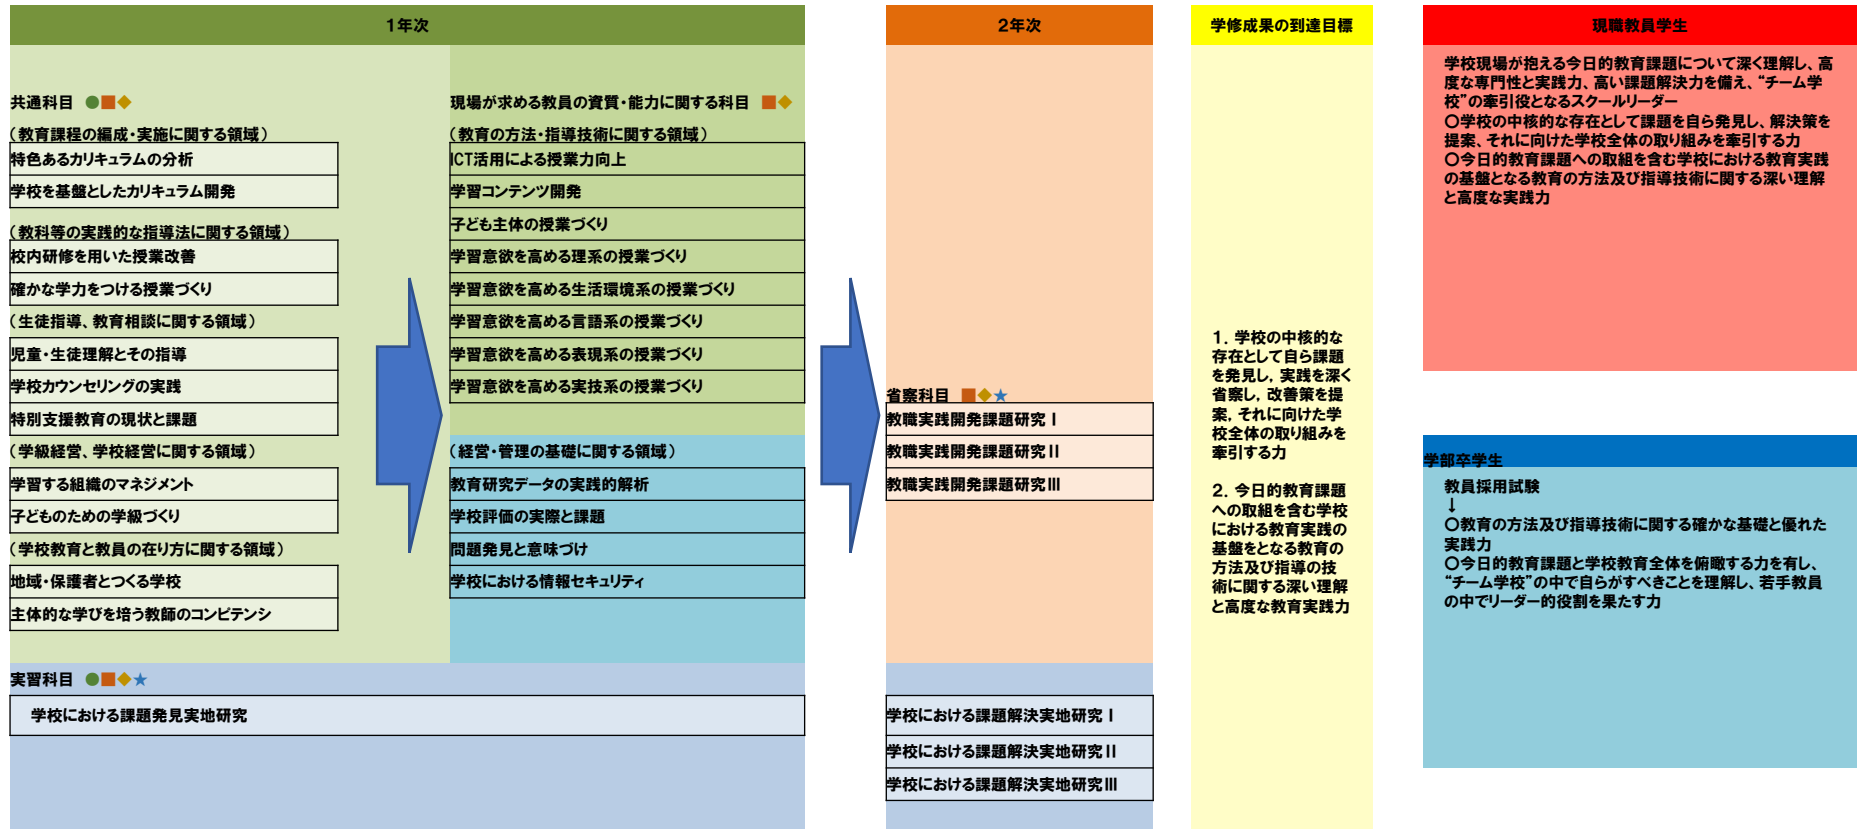 1年次
共通科目 ●■◆
（教育課程の編成・実施に関する領域）
特色あるカリキュラムの分析
学校を基盤としたカリキュラム開発
（教科等の実践的な指導法に関する領域）
校内研修を用いた授業改善
確かな学力をつける授業づくり
（生徒指導、教育相談に関する領域）
児童・生徒理解とその指導
学校カウンセリングの実践
特別支援教育の現状と課題
（学級経営、学校経営に関する領域）
学習する組織のマネジメント
子どものための学級づくり
（学校教育と教員の在り方に関する領域）
地域・保護者とつくる学校
主体的な学びを培う教師のコンピテンシ
現場が求める教員の資質・能力に関する科目 ■◆
（教育の方法・指導技術に関する領域）
ICT活用による授業力向上
学習コンテンツ開発
子ども主体の授業づくり
学習意欲を高める理系の授業づくり
学習意欲を高める生活環境系の授業づくり
学習意欲を高める言語系の授業づくり
学習意欲を高める表現系の授業づくり
学習意欲を高める実技系の授業づくり
（経営・管理の基礎に関する領域）
教育研究データの実践的解析
学校評価の実際と課題
問題発見と意味づけ
学校における情報セキュリティ
実習科目 ●■◆★
学校における課題発見実地研究
2年次
省察科目 ■◆★
教職実践開発課題研究Ⅰ
教職実践開発課題研究Ⅱ
教職実践開発課題研究Ⅲ
学校における課題解決実地研究Ⅰ
学校における課題解決実地研究Ⅱ
学校における課題解決実地研究Ⅲ
学修成果の到達目標
1．学校の中核的な
存在として自ら課題
を発見し，実践を深く
省察し，改善策を提
案，それに向けた学
校全体の取り組みを
牽引する力
2．今日的教育課題
への取組を含む学校
における教育実践の
基盤をとなる教育の
方法及び指導の技
術に関する深い理解
と高度な教育実践力
現職教員学生
学校現場が抱える今日的教育課題について深く理解し、高
度な専門性と実践力、高い課題解決力を備え、“チーム学
校”の牽引役となるスクールリーダー
○学校の中核的な存在として課題を自ら発見し、解決策を
提案、それに向けた学校全体の取り組みを牽引する力
○今日的教育課題への取組を含む学校における教育実践
の基盤となる教育の方法及び指導技術に関する深い理解
と高度な実践力
学部卒学生
教員採用試験
↓
○教育の方法及び指導技術に関する確かな基礎と優れた
実践力
○今日的教育課題と学校教育全体を俯瞰する力を有し、
“チーム学校”の中で自らがすべきことを理解し、若手教員
の中でリーダー的役割を果たす力